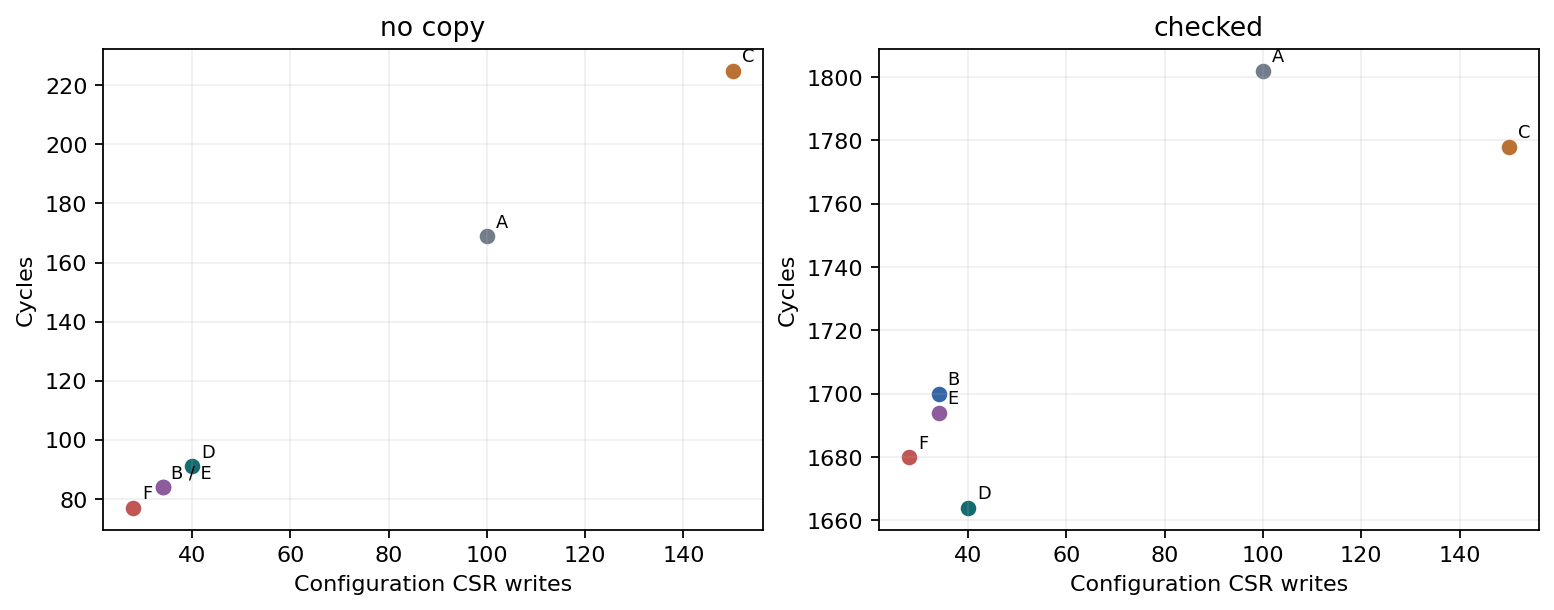 no copy
220
200
180
160
140
120
100
80
Cycles
C
A
D
B / E
F
40 60 80 100 120 140
Configuration CSR writes
checked
1800
1780
1760
1740
1720
1700
1680
1660
Cycles
A
C
B
E
F
D
40 60 80 100 120 140
Configuration CSR writes